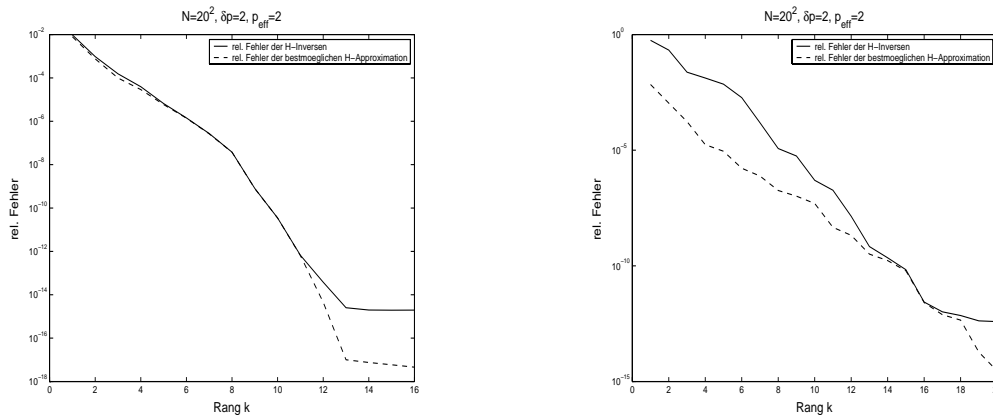 N=20², δp=2, p_eff=2
rel. Fehler der H−Inversen
rel. Fehler der bestmoeglichen H−Approximation
rel. Fehler
10⁻²
10⁻⁴
10⁻⁶
10⁻⁸
10⁻¹⁰
10⁻¹²
10⁻¹⁴
10⁻¹⁶
10⁻¹⁸
0 2 4 6 8 10 12 14 16
Rang k
N=20², δp=2, p_eff=2
rel. Fehler der H−Inversen
rel. Fehler der bestmoeglichen H−Approximation
rel. Fehler
10⁰
10⁻⁵
10⁻¹⁰
10⁻¹⁵
0 2 4 6 8 10 12 14 16 18
Rang k